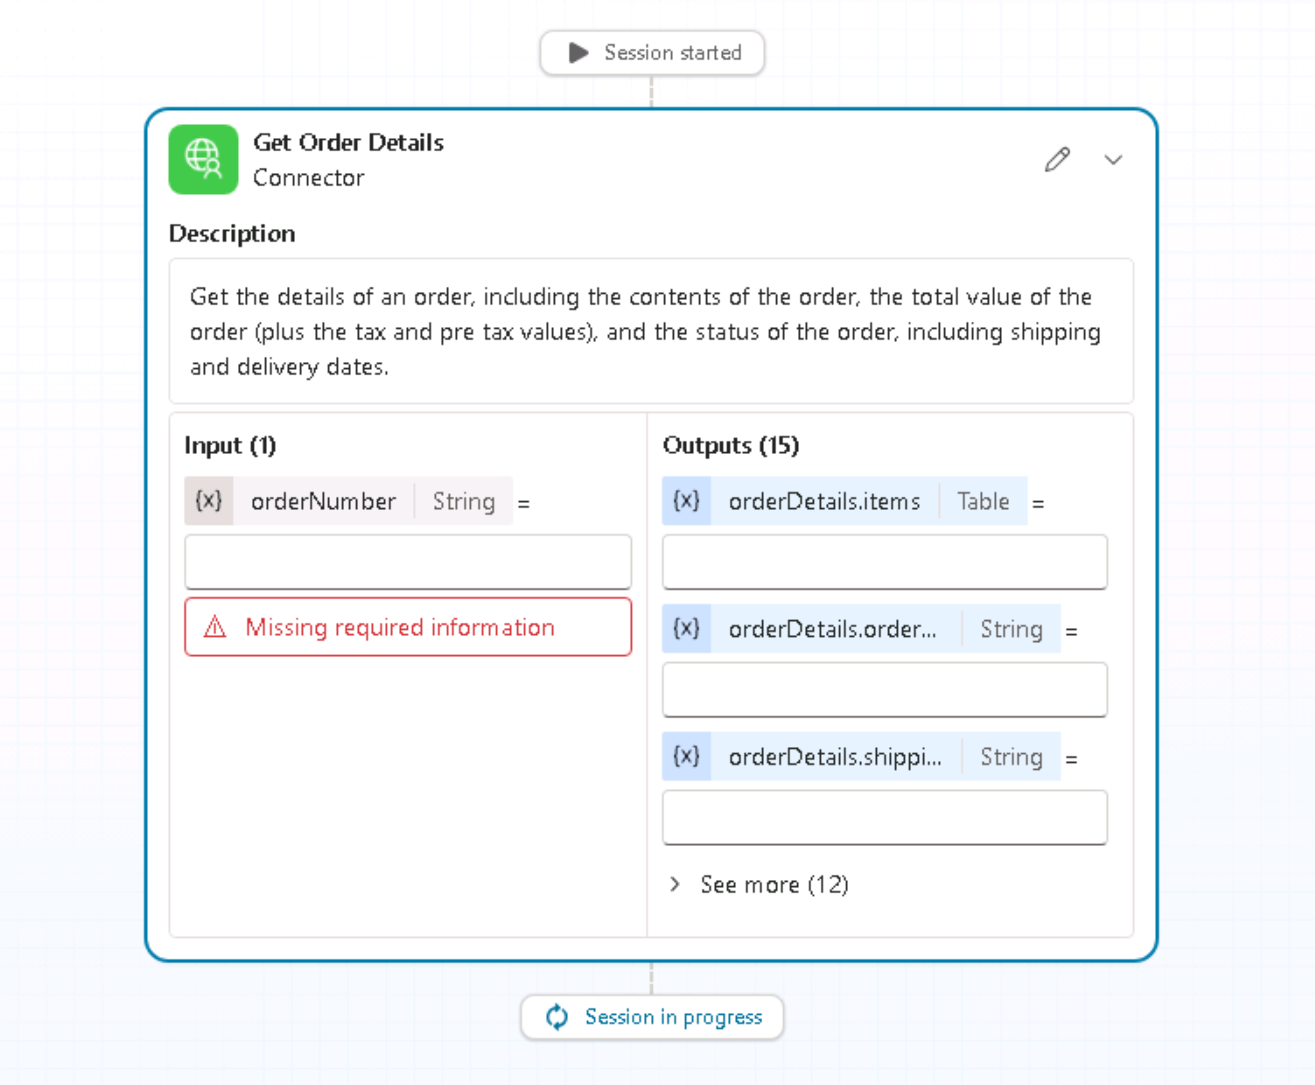 Session started
Get Order Details
Connector
Description
Get the details of an order, including the contents of the order, the total value of the
order (plus the tax and pre tax values), and the status of the order, including shipping
and delivery dates.
Input (1)
{x} orderNumber String =
Missing required information
Outputs (15)
{x} orderDetails.items Table =
{x} orderDetails.order... String =
{x} orderDetails.shippi... String =
See more (12)
Session in progress